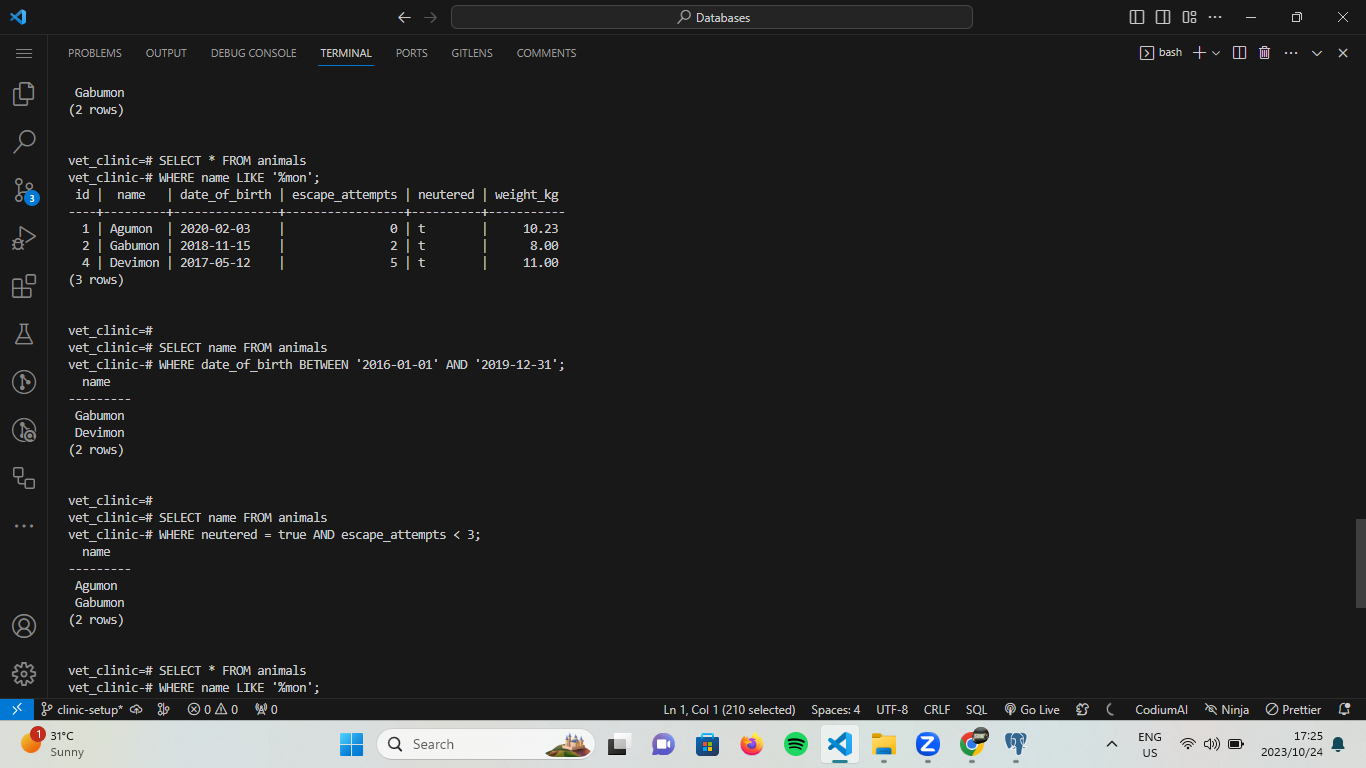 Databases
PROBLEMS OUTPUT DEBUG CONSOLE TERMINAL PORTS GITLENS COMMENTS bash
Gabumon
(2 rows)
vet_clinic=# SELECT * FROM animals
vet_clinic-# WHERE name LIKE '%mon';
id | name | date_of_birth | escape_attempts | neutered | weight_kg
----+---------+---------------+-----------------+----------+-----------
1 | Agumon | 2020-02-03 | 0 | t | 10.23
2 | Gabumon | 2018-11-15 | 2 | t | 8.00
4 | Devimon | 2017-05-12 | 5 | t | 11.00
(3 rows)
vet_clinic=#
vet_clinic=# SELECT name FROM animals
vet_clinic-# WHERE date_of_birth BETWEEN '2016-01-01' AND '2019-12-31';
name
---------
Gabumon
Devimon
(2 rows)
vet_clinic=#
vet_clinic=# SELECT name FROM animals
vet_clinic-# WHERE neutered = true AND escape_attempts < 3;
name
---------
Agumon
Gabumon
(2 rows)
vet_clinic=# SELECT * FROM animals
vet_clinic-# WHERE name LIKE '%mon';
3
clinic-setup* 0 0 0 Ln 1, Col 1 (210 selected) Spaces: 4 UTF-8 CRLF SQL Go Live CodiumAI Ninja Prettier
1 31°C
Sunny
Search
ENG
US
17:25
2023/10/24